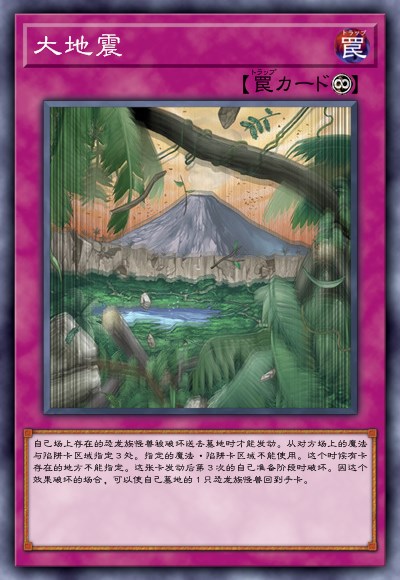 大地震
トラップ
罠
トラップ
【罠カード】
自己场上存在的恐龙族怪兽被破坏送去墓地时才能发动。从对方场上的魔法
与陷阱卡区域指定3处。指定的魔法·陷阱卡区域不能使用。这个时候有卡
存在的地方不能指定。这张卡发动后第3次的自己准备阶段时破坏。因这个
效果破坏的场合，可以使自己墓地的1只恐龙族怪兽回到手卡。